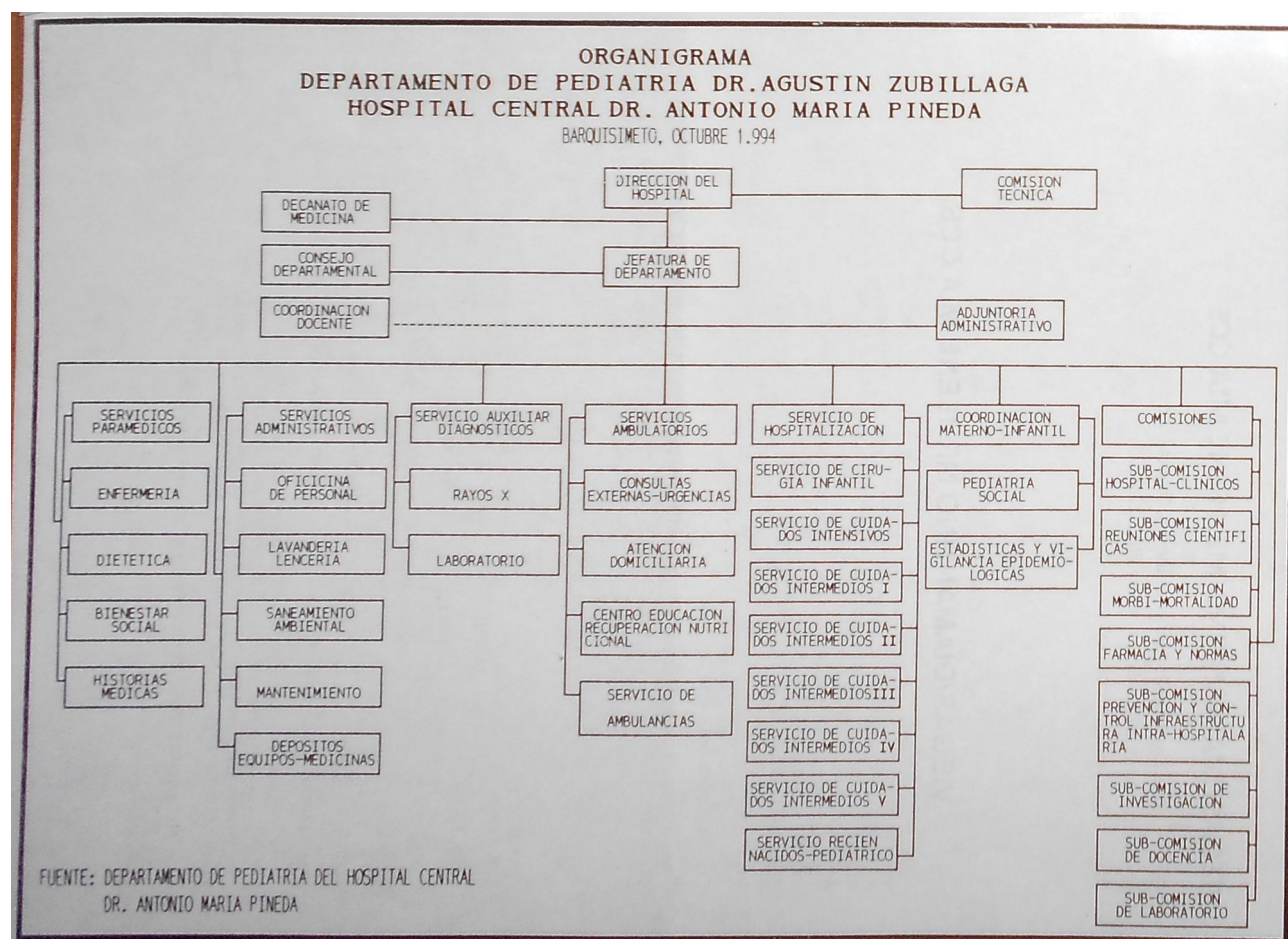 ORGANIGRAMA
DEPARTAMENTO DE PEDIATRIA DR.AGUSTIN ZUBILLAGA
HOSPITAL CENTRAL DR. ANTONIO MARIA PINEDA
BARQUISIMETO, OCTUBRE 1.994
DIRECCION DEL
HOSPITAL
COMISION
TECNICA
DECANATO DE
MEDICINA
CONSEJO
DEPARTAMENTAL
JEFATURA DE
DEPARTAMENTO
COORDINACION
DOCENTE
ADJUNTORIA
ADMINISTRATIVO
SERVICIOS
PARAMEDICOS
ENFERMERIA
DIETETICA
BIENESTAR
SOCIAL
HISTORIAS
MEDICAS
SERVICIOS
ADMINISTRATIVOS
OFICICINA
DE PERSONAL
LAVANDERIA
LENCERIA
SANEAMIENTO
AMBIENTAL
MANTENIMIENTO
DEPOSITOS
EQUIPOS-MEDICINAS
SERVICIO AUXILIAR
DIAGNOSTICOS
RAYOS X
LABORATORIO
SERVICIOS
AMBULATORIOS
CONSULTAS
EXTERNAS-URGENCIAS
ATENCION
DOMICILIARIA
CENTRO EDUCACION
RECUPERACION NUTRI
CIONAL
SERVICIO DE
AMBULANCIAS
SERVICIO DE
HOSPITALIZACION
SERVICIO DE CIRU-
GIA INFANTIL
SERVICIO DE CUIDA-
DOS INTENSIVOS
SERVICIO DE CUIDA-
DOS INTERMEDIOS I
SERVICIO DE CUIDA-
DOS INTERMEDIOS II
SERVICIO DE CUIDA-
DOS INTERMEDIOSIII
SERVICIO DE CUIDA-
DOS INTERMEDIOS IV
SERVICIO DE CUIDA-
DOS INTERMEDIOS V
SERVICIO RECIEN
NACIDOS-PEDIATRICO
COORDINACION
MATERNO-INFANTIL
PEDIATRIA
SOCIAL
ESTADISTICAS Y VI-
GILANCIA EPIDEMIO-
LOGICAS
COMISIONES
SUB-COMISION
HOSPITAL-CLINICOS
SUB-COMISION
REUNIONES CIENTIFI
CAS
SUB-COMISION
MORBI-MORTALIDAD
SUB-COMISION
FARMACIA Y NORMAS
SUB-COMISION
PREVENCION Y CON-
TROL INFRAESTRUCTU
RA INTRA-HOSPITALA
RIA
SUB-COMISION DE
INVESTIGACION
SUB-COMISION
DE DOCENCIA
SUB-COMISION
DE LABORATORIO
FUENTE: DEPARTAMENTO DE PEDIATRIA DEL HOSPITAL CENTRAL
DR. ANTONIO MARIA PINEDA